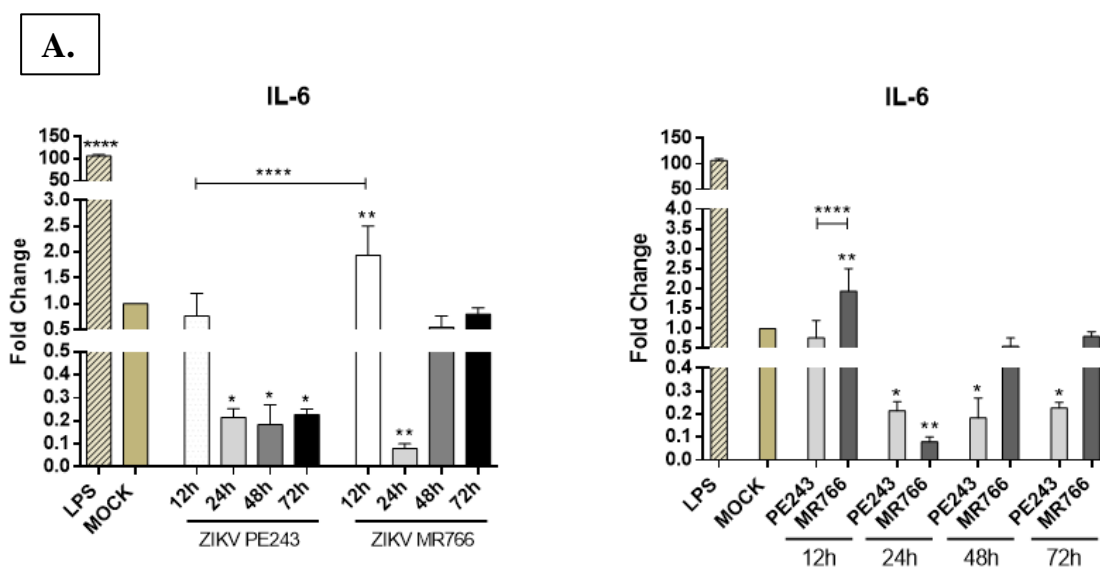 A.
IL-6
Fold Change
150
100
50
3.0
2.5
2.0
1.5
1.0
0.5
0.5
0.4
0.3
0.2
0.1
0.0
****
****
**
*
*
*
**
LPS
MOCK
12h
24h
48h
72h
12h
24h
48h
72h
ZIKV PE243
ZIKV MR766
IL-6
Fold Change
150
100
50
4.0
3.5
3.0
2.5
2.0
1.5
1.0
0.5
0.4
0.3
0.2
0.1
0.0
****
**
*
**
*
*
LPS
MOCK
PE243
MR766
PE243
MR766
PE243
MR766
PE243
MR766
12h
24h
48h
72h